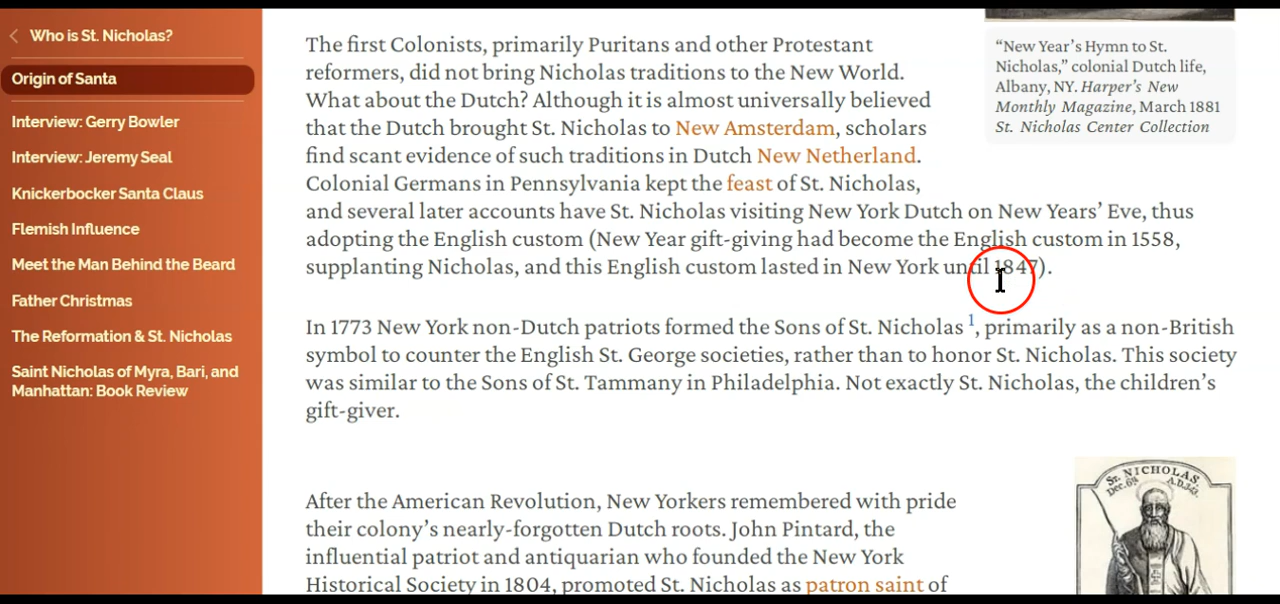 Who is St. Nicholas?
Origin of Santa
Interview: Gerry Bowler
Interview: Jeremy Seal
Knickerbocker Santa Claus
Flemish Influence
Meet the Man Behind the Beard
Father Christmas
The Reformation & St. Nicholas
Saint Nicholas of Myra, Bari, and
Manhattan: Book Review
The first Colonists, primarily Puritans and other Protestant
reformers, did not bring Nicholas traditions to the New World.
What about the Dutch? Although it is almost universally believed
that the Dutch brought St. Nicholas to New Amsterdam, scholars
find scant evidence of such traditions in Dutch New Netherland.
Colonial Germans in Pennsylvania kept the feast of St. Nicholas,
and several later accounts have St. Nicholas visiting New York Dutch on New Years’ Eve, thus
adopting the English custom (New Year gift-giving had become the English custom in 1558,
supplanting Nicholas, and this English custom lasted in New York until 1847).
“New Year’s Hymn to St.
Nicholas,” colonial Dutch life,
Albany, NY. Harper’s New
Monthly Magazine, March 1881
St. Nicholas Center Collection
In 1773 New York non-Dutch patriots formed the Sons of St. Nicholas 1, primarily as a non-British
symbol to counter the English St. George societies, rather than to honor St. Nicholas. This society
was similar to the Sons of St. Tammany in Philadelphia. Not exactly St. Nicholas, the children’s
gift-giver.
After the American Revolution, New Yorkers remembered with pride
their colony’s nearly-forgotten Dutch roots. John Pintard, the
influential patriot and antiquarian who founded the New York
Historical Society in 1804, promoted St. Nicholas as patron saint of
St. NICHOLAS.
Dec. 6th A.D. 343.